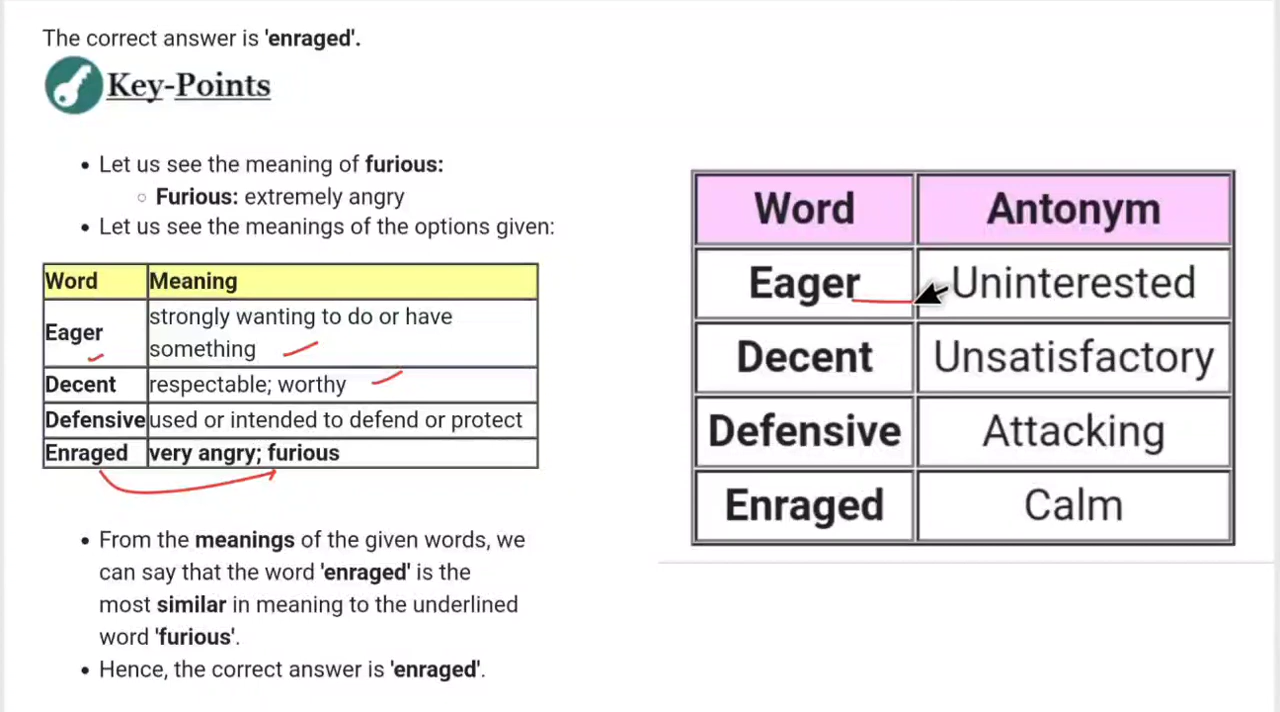 The correct answer is 'enraged'.
Key-Points
• Let us see the meaning of furious:
○ Furious: extremely angry
• Let us see the meanings of the options given:
Word Meaning
Eager strongly wanting to do or have
something
Decent respectable; worthy
Defensive used or intended to defend or protect
Enraged very angry; furious
• From the meanings of the given words, we
can say that the word 'enraged' is the
most similar in meaning to the underlined
word 'furious'.
• Hence, the correct answer is 'enraged'.
Word Antonym
Eager Uninterested
Decent Unsatisfactory
Defensive Attacking
Enraged Calm